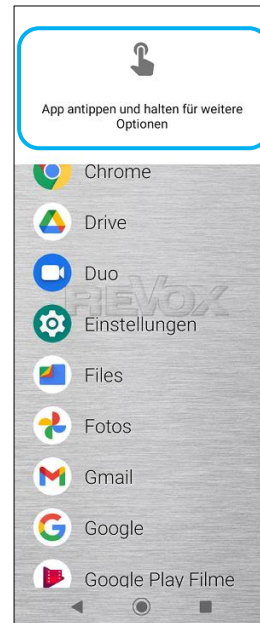 App antippen und halten für weitere
Optionen
Chrome
Drive
Duo
REVOX
Einstellungen
Files
Fotos
Gmail
Google
Google Play Filme